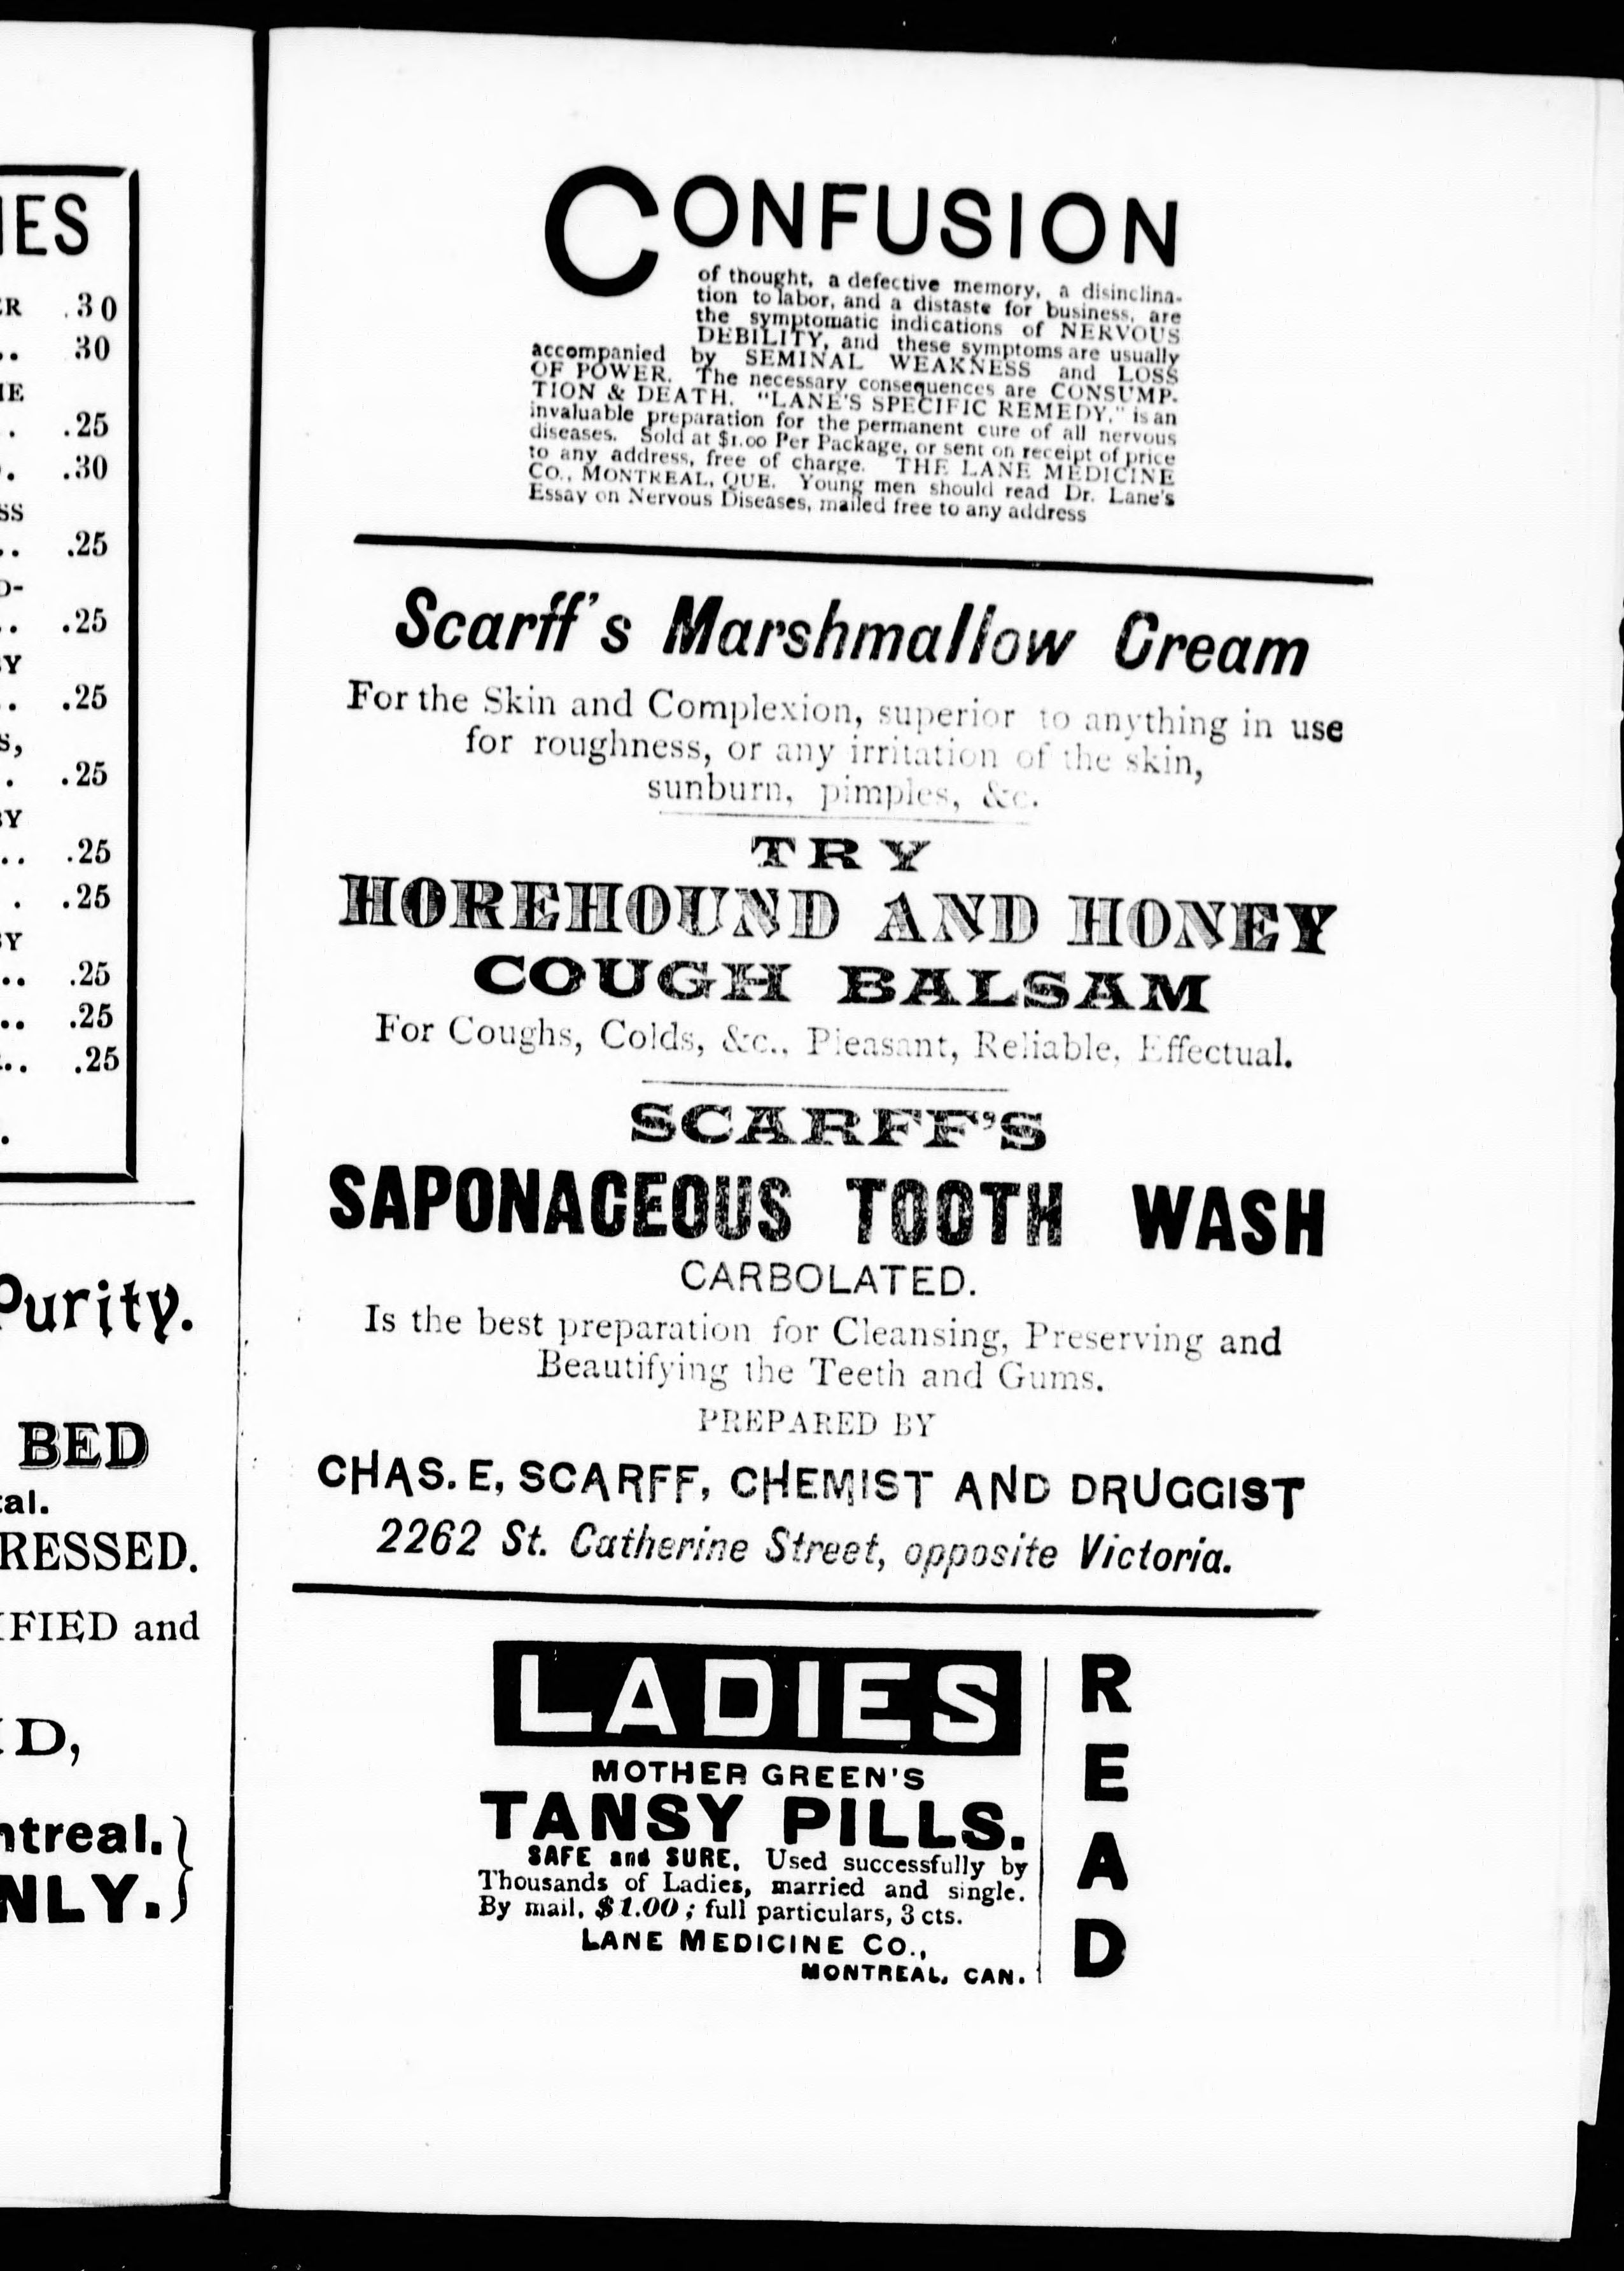 IES
ER .30
.. 30
IE
. .25
. .30
SS
.. .25
O-
.. .25
BY
.. .25
S,
. .25
BY
.. .25
. .25
BY
.. .25
.. .25
.. .25
.
Purity.
BED
tal.
RESSED.
IFIED and
D,
ntreal.}
NLY.
CONFUSION
of thought, a defective memory, a disinclina-
tion to labor, and a distaste for business, are
the symptomatic indications of NERVOUS
DEBILITY, and these symptoms are usually
accompanied by SEMINAL WEAKNESS and LOSS
OF POWER. The necessary consequences are CONSUMP-
TION & DEATH. "LANE'S SPECIFIC REMEDY," is an
invaluable preparation for the permanent cure of all nervous
diseases. Sold at $1.00 Per Package, or sent on receipt of price
to any address, free of charge. THE LANE MEDICINE
CO., MONTREAL, QUE. Young men should read Dr. Lane's
Essay on Nervous Diseases, mailed free to any address
Scarff's Marshmallow Cream
For the Skin and Complexion, superior to anything in use
for roughness, or any irritation of the skin,
sunburn, pimples, &c.
TRY
HOREHOUND AND HONEY
COUGH BALSAM
For Coughs, Colds, &c., Pleasant, Reliable, Effectual.
SCARFF'S
SAPONACEOUS TOOTH WASH
CARBOLATED.
Is the best preparation for Cleansing, Preserving and
Beautifying the Teeth and Gums.
PREPARED BY
CHAS. E, SCARFF, CHEMIST AND DRUGGIST
2262 St. Catherine Street, opposite Victoria.
LADIES
MOTHER GREEN'S
TANSY PILLS.
SAFE and SURE. Used successfully by
Thousands of Ladies, married and single.
By mail, $1.00; full particulars, 3 cts.
LANE MEDICINE CO.,
MONTREAL, CAN.
READ